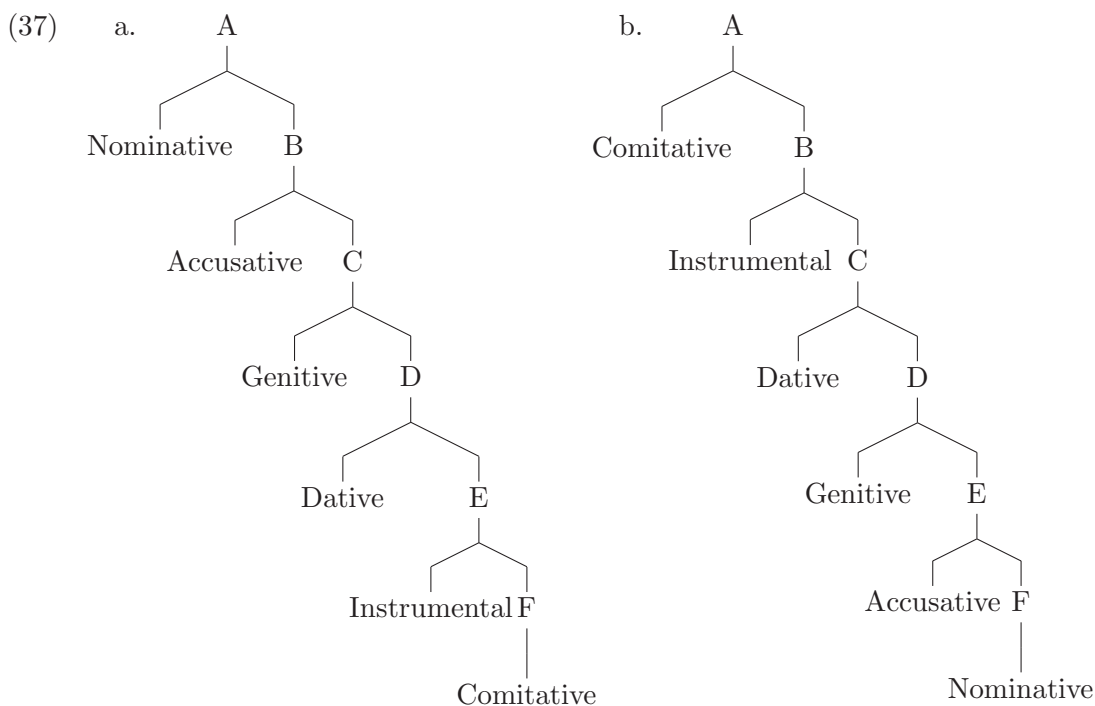 (37) a. A b. A
Nominative B Comitative B
Accusative C Instrumental C
Genitive D Dative D
Dative E Genitive E
Instrumental F Accusative F
Comitative Nominative